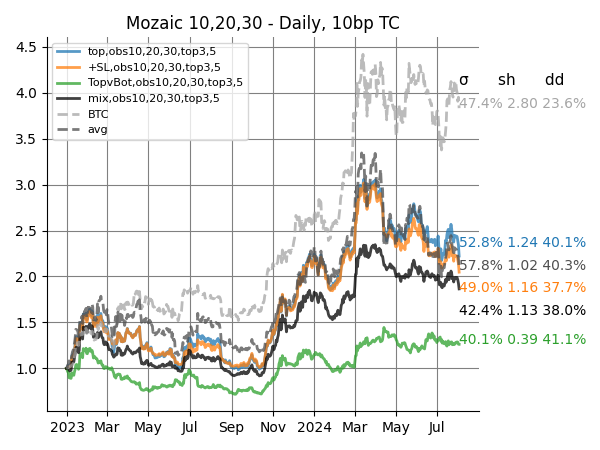 Mozaic 10,20,30 - Daily, 10bp TC
4.5
4.0
3.5
3.0
2.5
2.0
1.5
1.0
top,obs10,20,30,top3,5
+SL,obs10,20,30,top3,5
TopvBot,obs10,20,30,top3,5
mix,obs10,20,30,top3,5
BTC
avg
σ sh dd
47.4% 2.80 23.6%
52.8% 1.24 40.1%
57.8% 1.02 40.3%
49.0% 1.16 37.7%
42.4% 1.13 38.0%
40.1% 0.39 41.1%
2023 Mar May Jul Sep Nov 2024 Mar May Jul